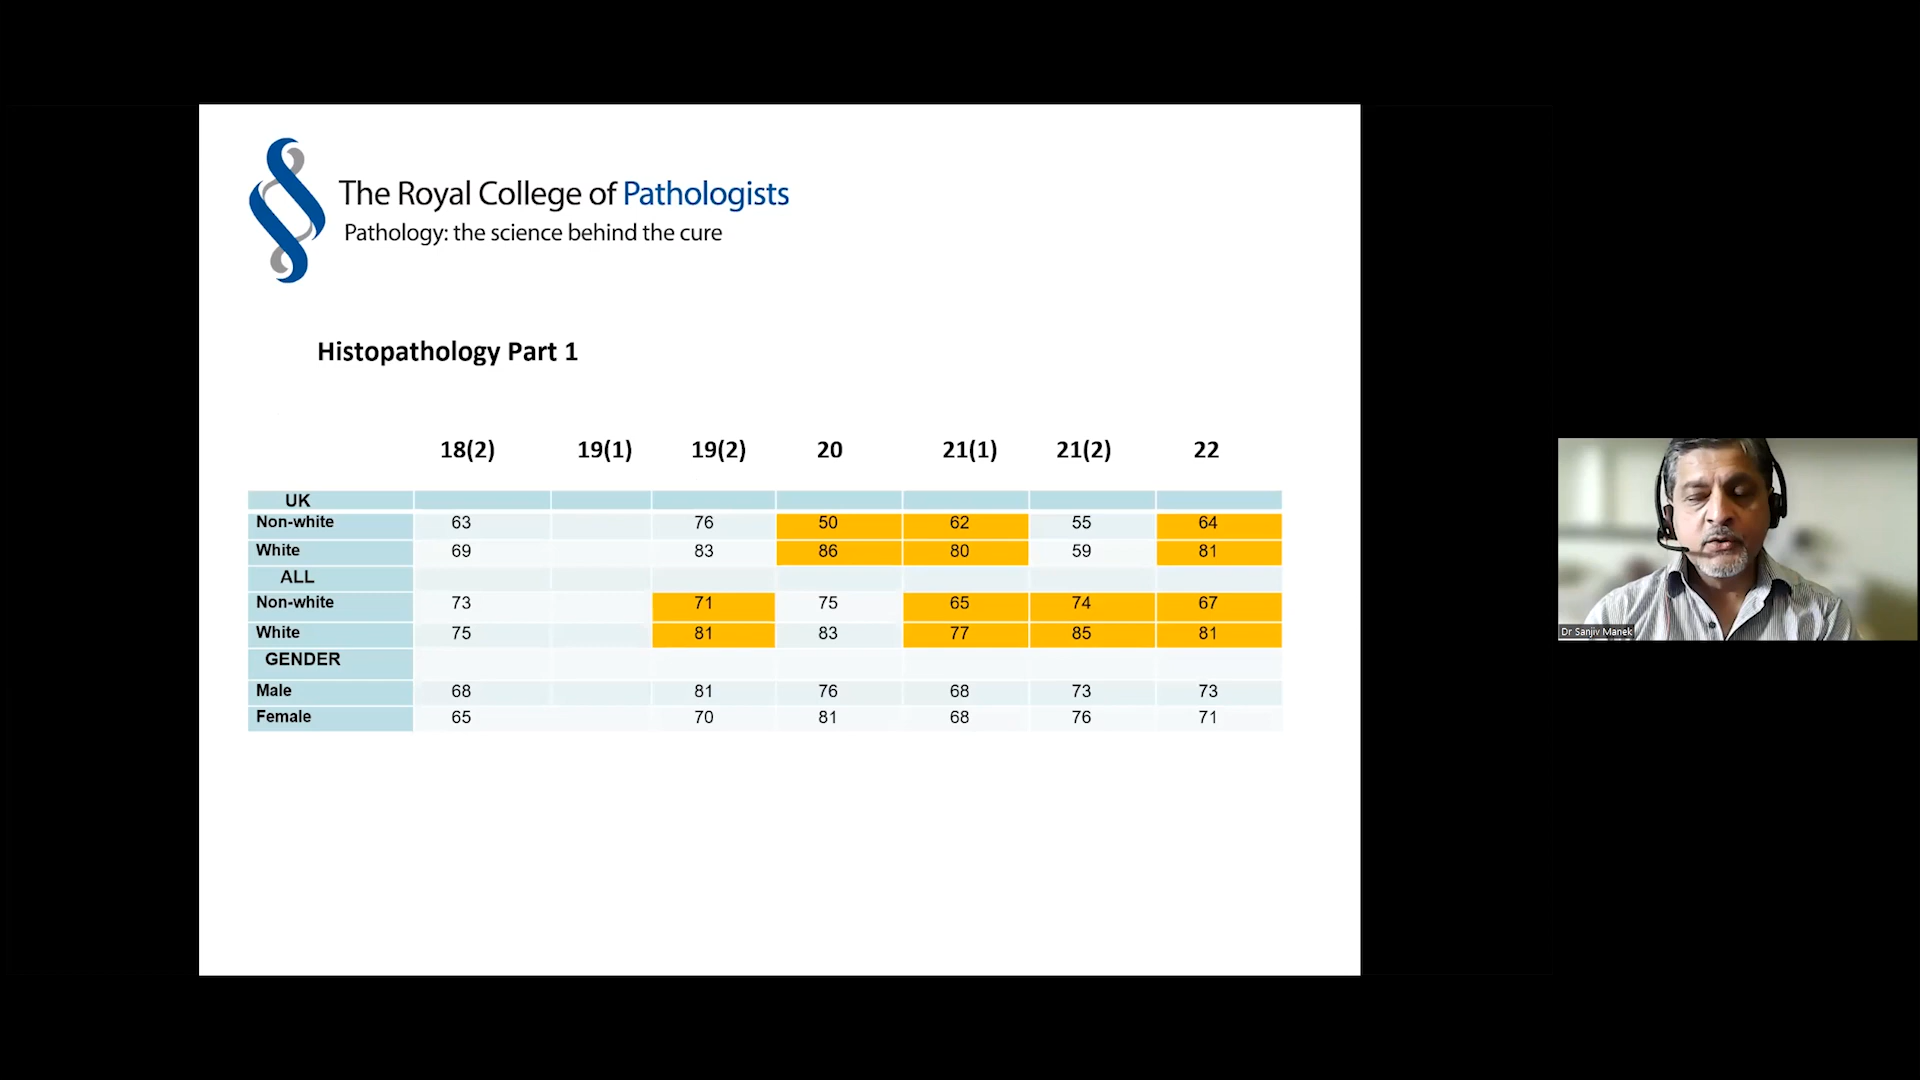 The Royal College of Pathologists
Pathology: the science behind the cure
Histopathology Part 1
18(2) 19(1) 19(2) 20 21(1) 21(2) 22
UK
Non-white 63 76 50 62 55 64
White 69 83 86 80 59 81
ALL
Non-white 73 71 75 65 74 67
White 75 81 83 77 85 81
GENDER
Male 68 81 76 68 73 73
Female 65 70 81 68 76 71
Dr Sanjiv Manek